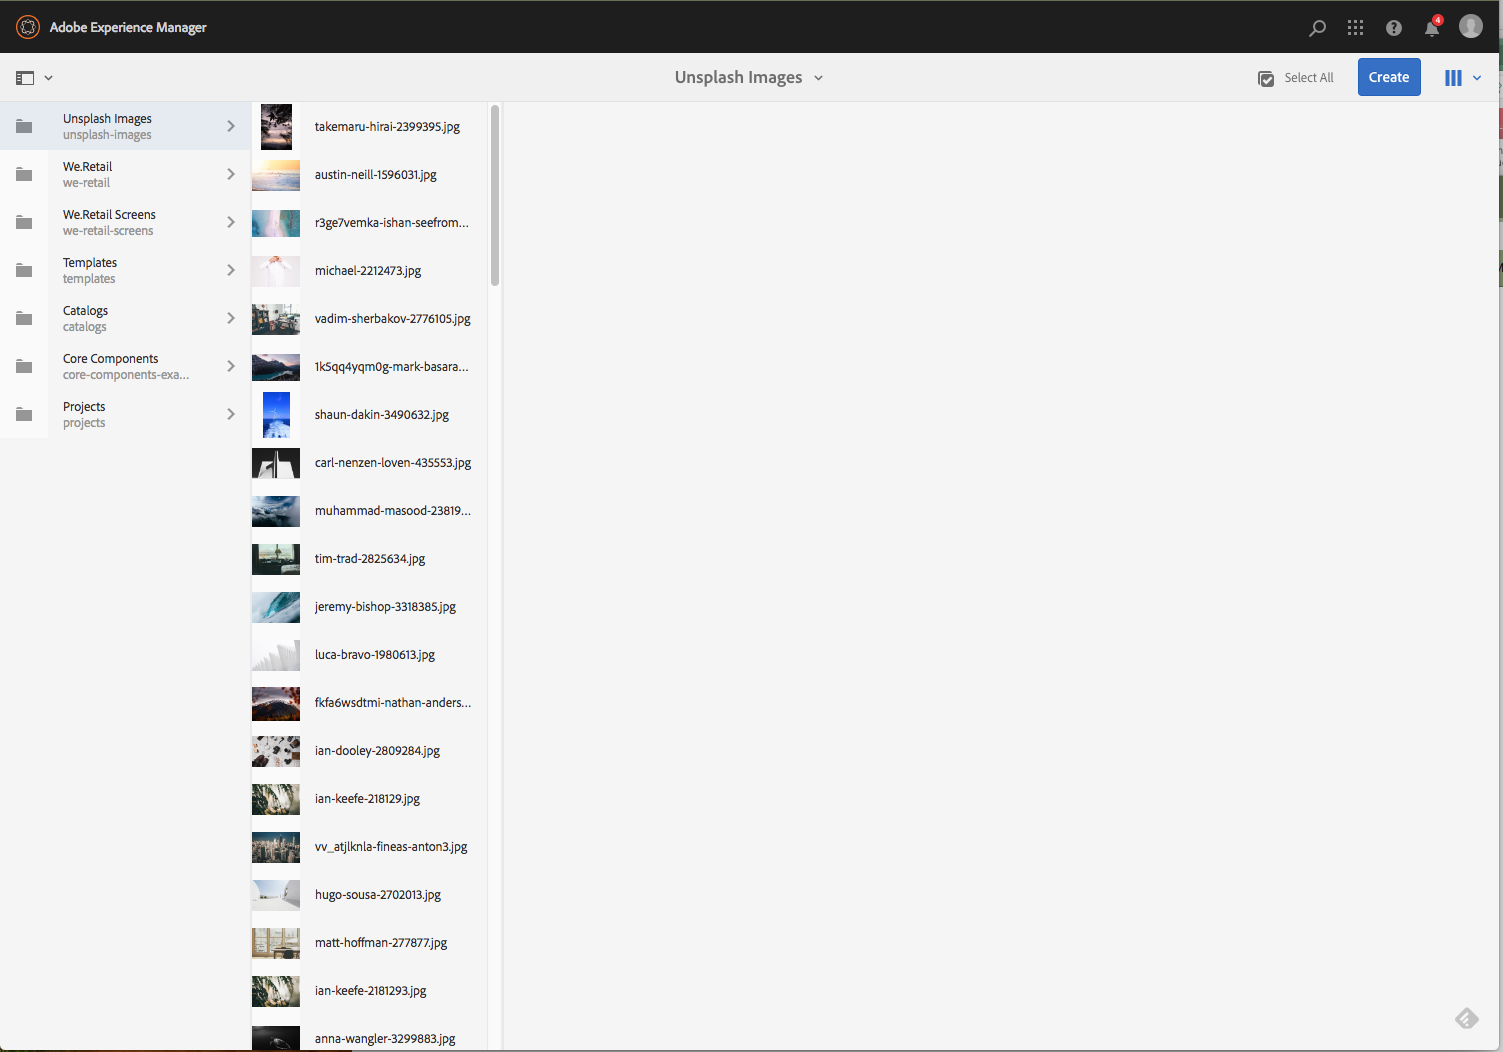 Adobe Experience Manager
4
Unsplash Images
Select All
Create
Unsplash Images
unsplash-images
We.Retail
we-retail
We.Retail Screens
we-retail-screens
Templates
templates
Catalogs
catalogs
Core Components
core-components-exa...
Projects
projects
takemaru-hirai-2399395.jpg
austin-neill-1596031.jpg
r3ge7vemka-ishan-seefrom...
michael-2212473.jpg
vadim-sherbakov-2776105.jpg
1k5qq4yqm0g-mark-basara...
shaun-dakin-3490632.jpg
carl-nenzen-loven-435553.jpg
muhammad-masood-23819...
tim-trad-2825634.jpg
jeremy-bishop-3318385.jpg
luca-bravo-1980613.jpg
fkfa6wsdtmi-nathan-anders...
ian-dooley-2809284.jpg
ian-keefe-218129.jpg
vv_atjlknla-fineas-anton3.jpg
hugo-sousa-2702013.jpg
matt-hoffman-277877.jpg
ian-keefe-2181293.jpg
anna-wangler-3299883.jpg